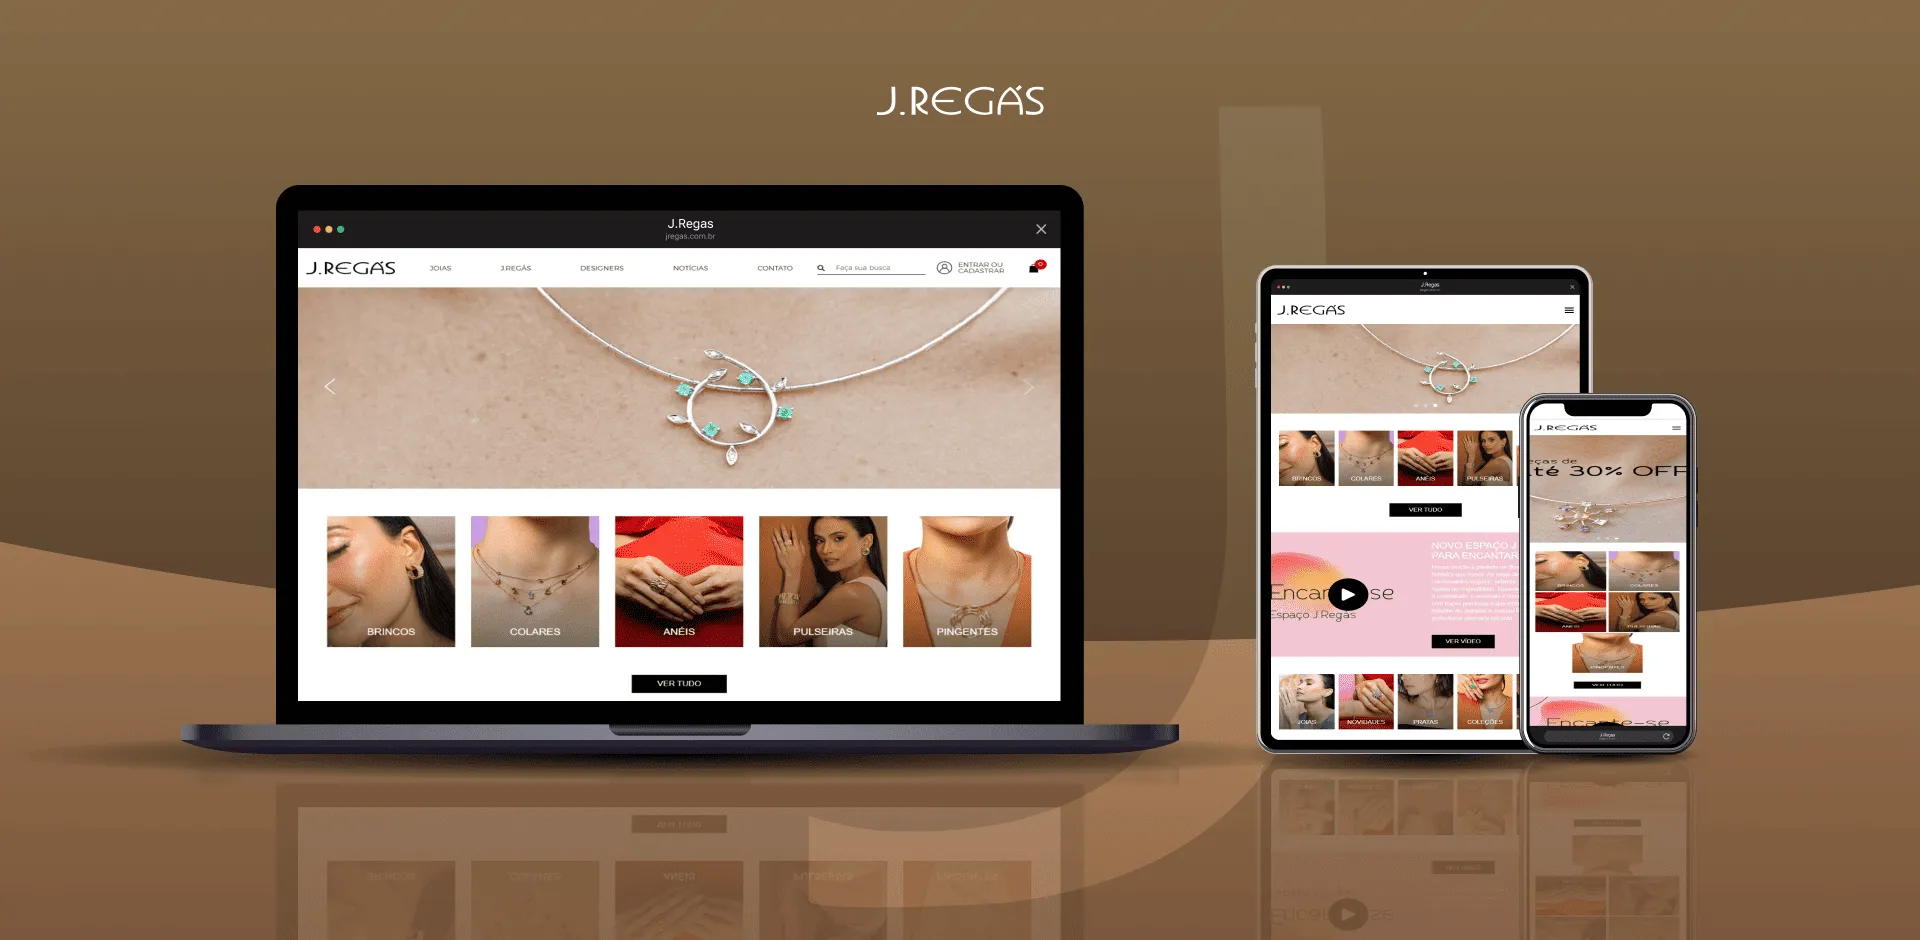 J.REGÁS
J.Regas
jregas.com.br
J.REGÁS
JOIAS
J.REGÁS
DESIGNERS
NOTÍCIAS
CONTATO
Faça sua busca
ENTRAR OU
CADASTRAR
0
BRINCOS
COLARES
ANÉIS
PULSEIRAS
PINGENTES
VER TUDO
J.Regas
J.REGÁS
BRINCOS
COLARES
ANÉIS
PULSEIRAS
VER TUDO
Encante-se
Espaço J.Regás
NOVO ESPAÇO J
PARA ENCANTAR
VER VÍDEO
JOIAS
NOVIDADES
PRATAS
COLEÇÕES
J.REGÁS
eças de
té 30% OFF
BRINCOS
COLARES
ANÉIS
PULSEIRAS
PINGENTES
VER TUDO
Encante-se
J.Regas